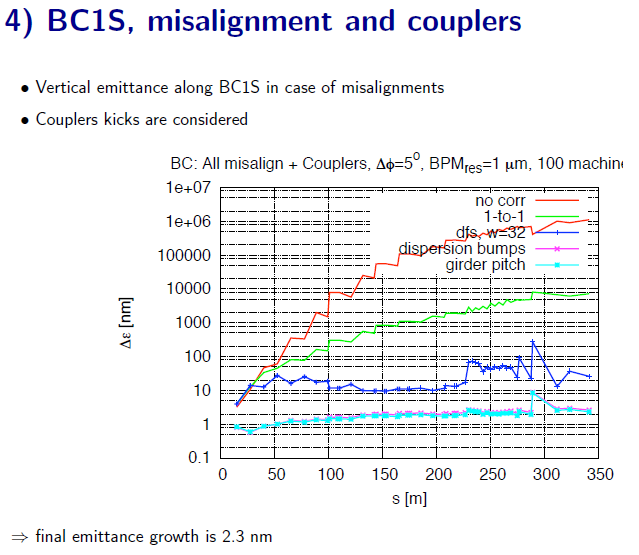 4) BC1S, misalignment and couplers
• Vertical emittance along BC1S in case of misalignments
• Couplers kicks are considered
BC: All misalign + Couplers, Δϕ=5⁰, BPMres=1 μm, 100 machine
1e+07
1e+06
100000
10000
1000
100
10
1
0.1
Δε [nm]
no corr
1-to-1
dfs w=32
dispersion bumps
girder pitch
0 50 100 150 200 250 300 350
s [m]
⇒ final emittance growth is 2.3 nm